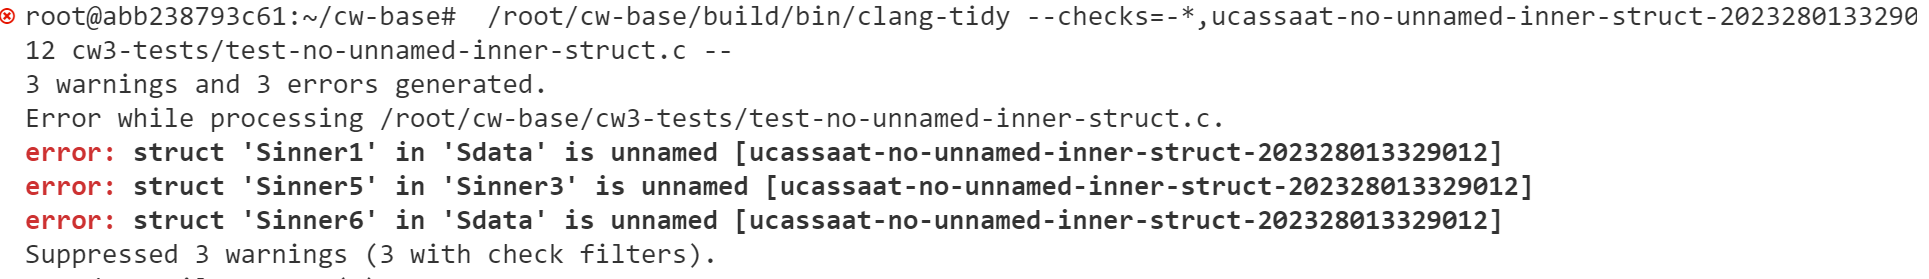 root@abb238793c61:~/cw-base#  /root/cw-base/build/bin/clang-tidy --checks=-*,ucassaat-no-unnamed-inner-struct-2023280133290
12 cw3-tests/test-no-unnamed-inner-struct.c --
3 warnings and 3 errors generated.
Error while processing /root/cw-base/cw3-tests/test-no-unnamed-inner-struct.c.
error: struct 'Sinner1' in 'Sdata' is unnamed [ucassaat-no-unnamed-inner-struct-202328013329012]
error: struct 'Sinner5' in 'Sinner3' is unnamed [ucassaat-no-unnamed-inner-struct-202328013329012]
error: struct 'Sinner6' in 'Sdata' is unnamed [ucassaat-no-unnamed-inner-struct-202328013329012]
Suppressed 3 warnings (3 with check filters).